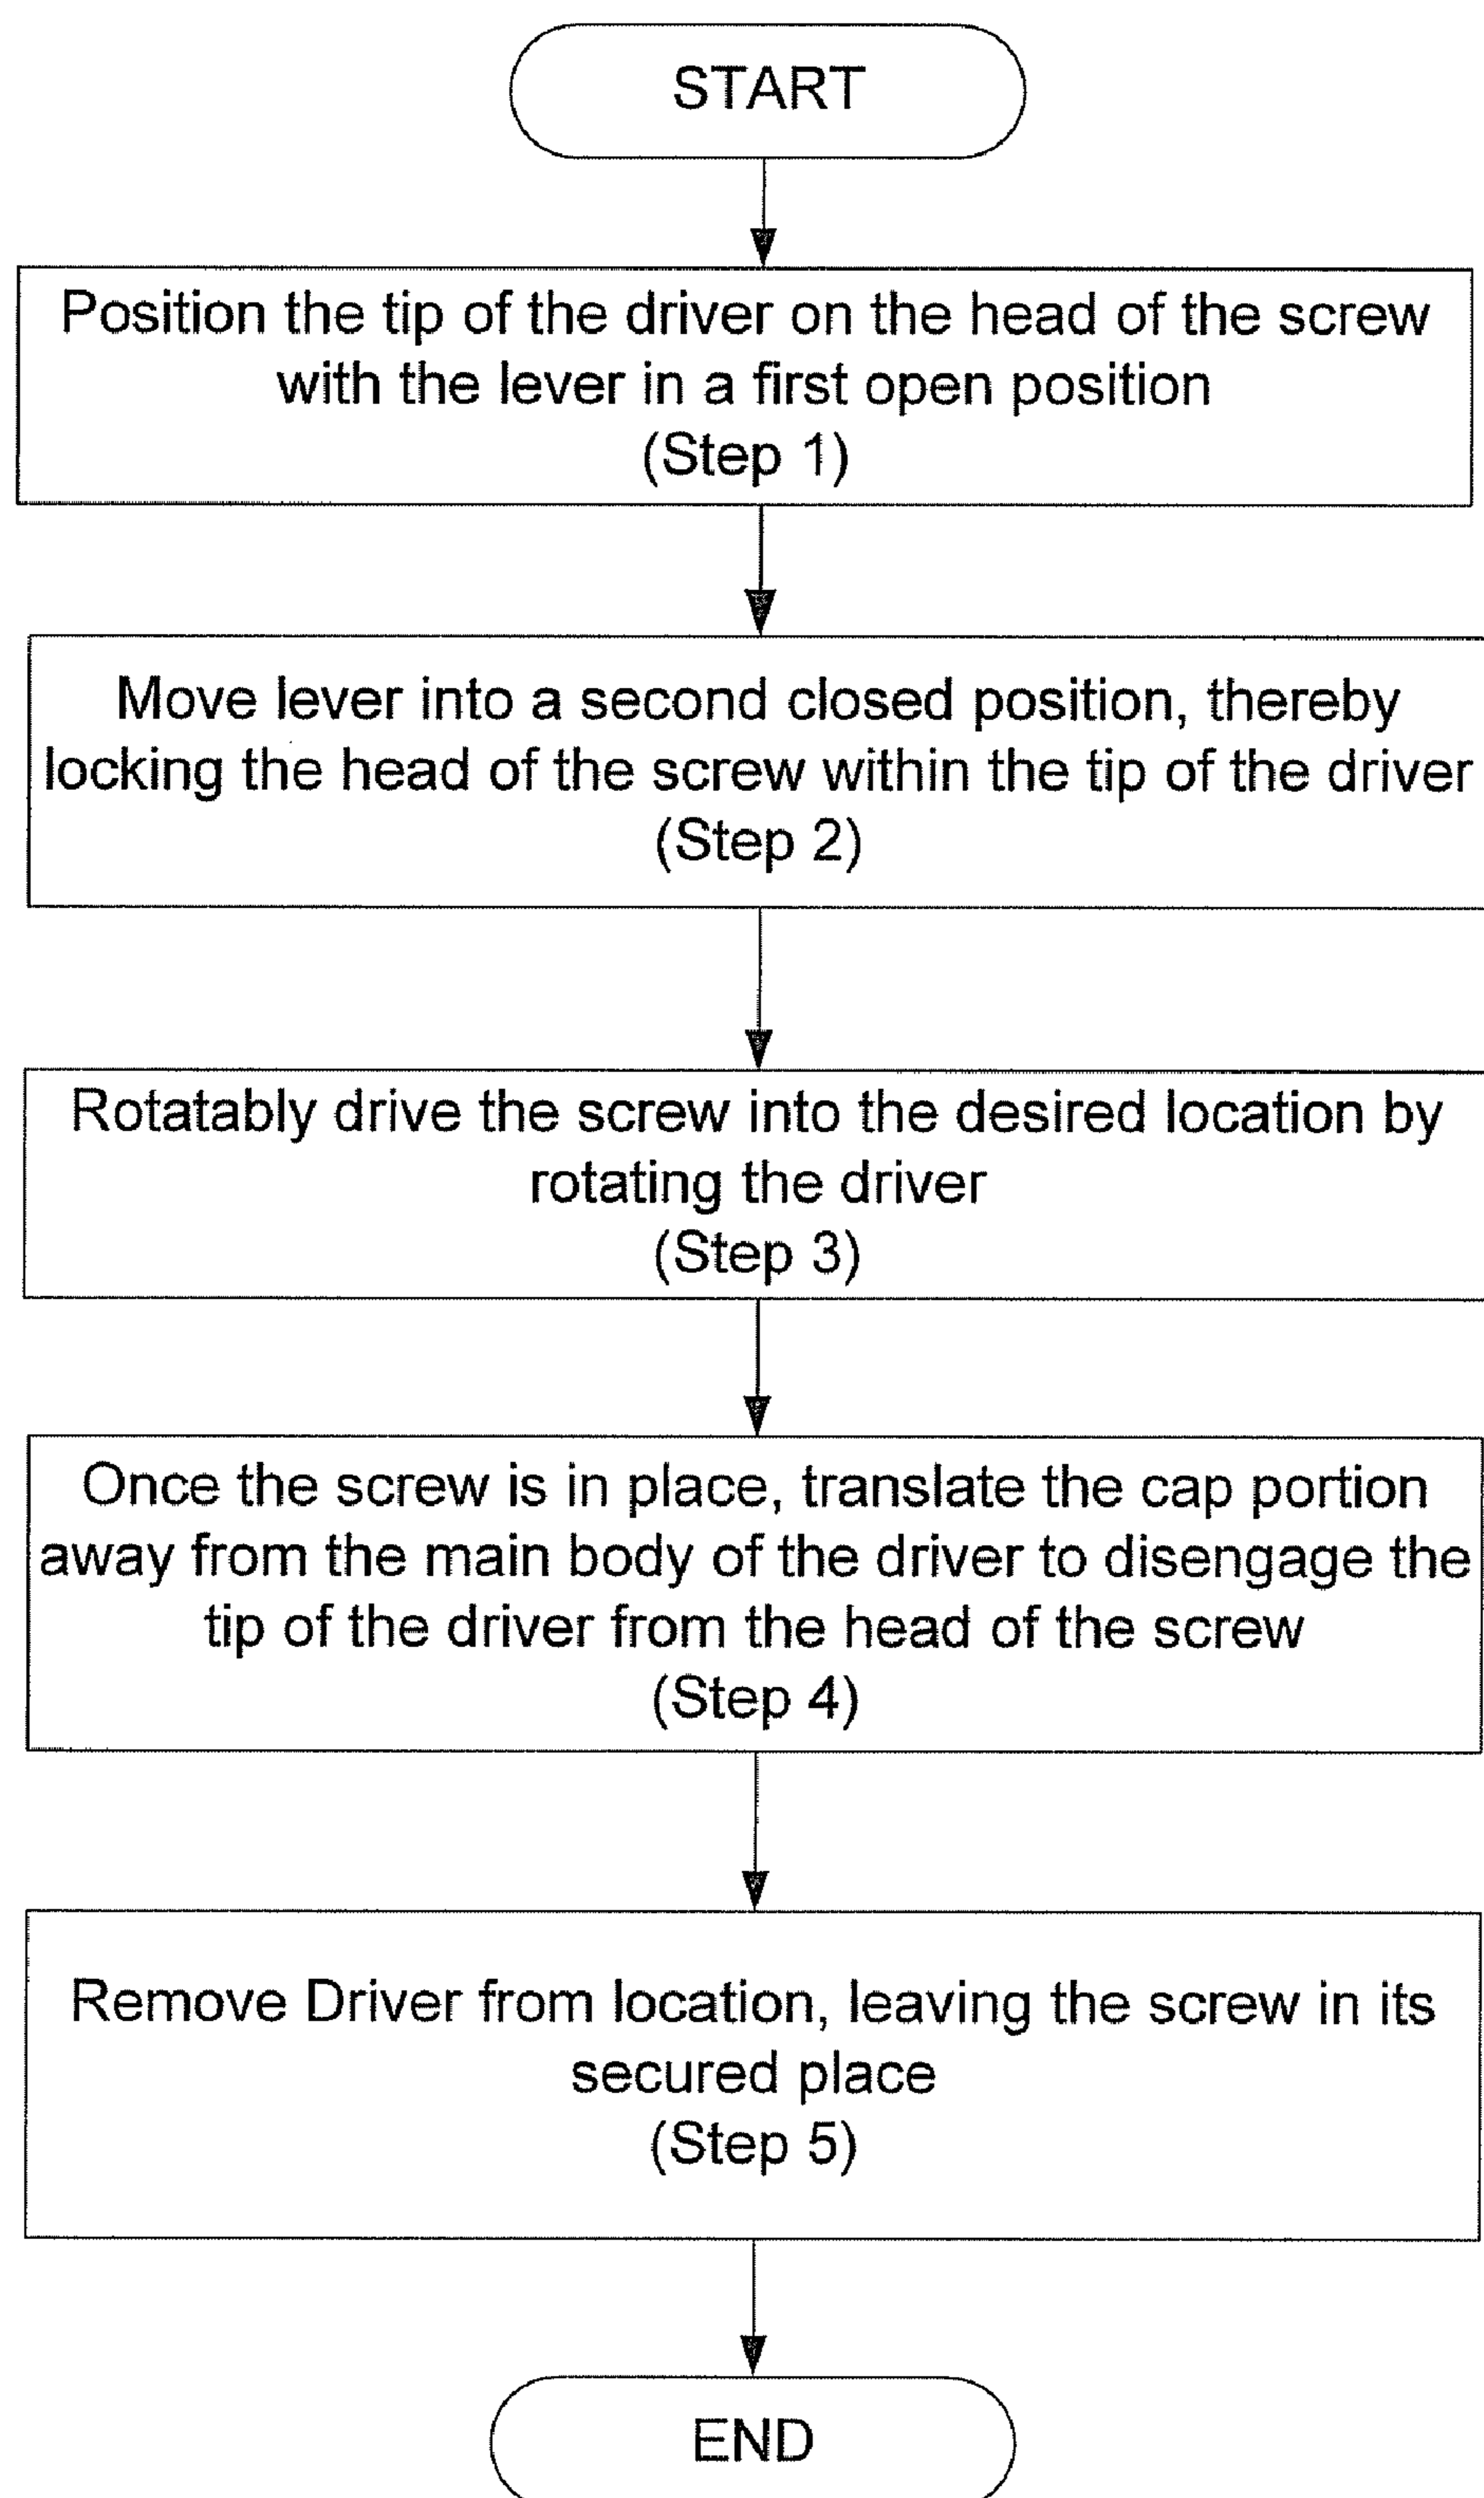 START
Position the tip of the driver on the head of the screw
with the lever in a first open position
(Step 1)
Move lever into a second closed position, thereby
locking the head of the screw within the tip of the driver
(Step 2)
Rotatably drive the screw into the desired location by
rotating the driver
(Step 3)
Once the screw is in place, translate the cap portion
away from the main body of the driver to disengage the
tip of the driver from the head of the screw
(Step 4)
Remove Driver from location, leaving the screw in its
secured place
(Step 5)
END